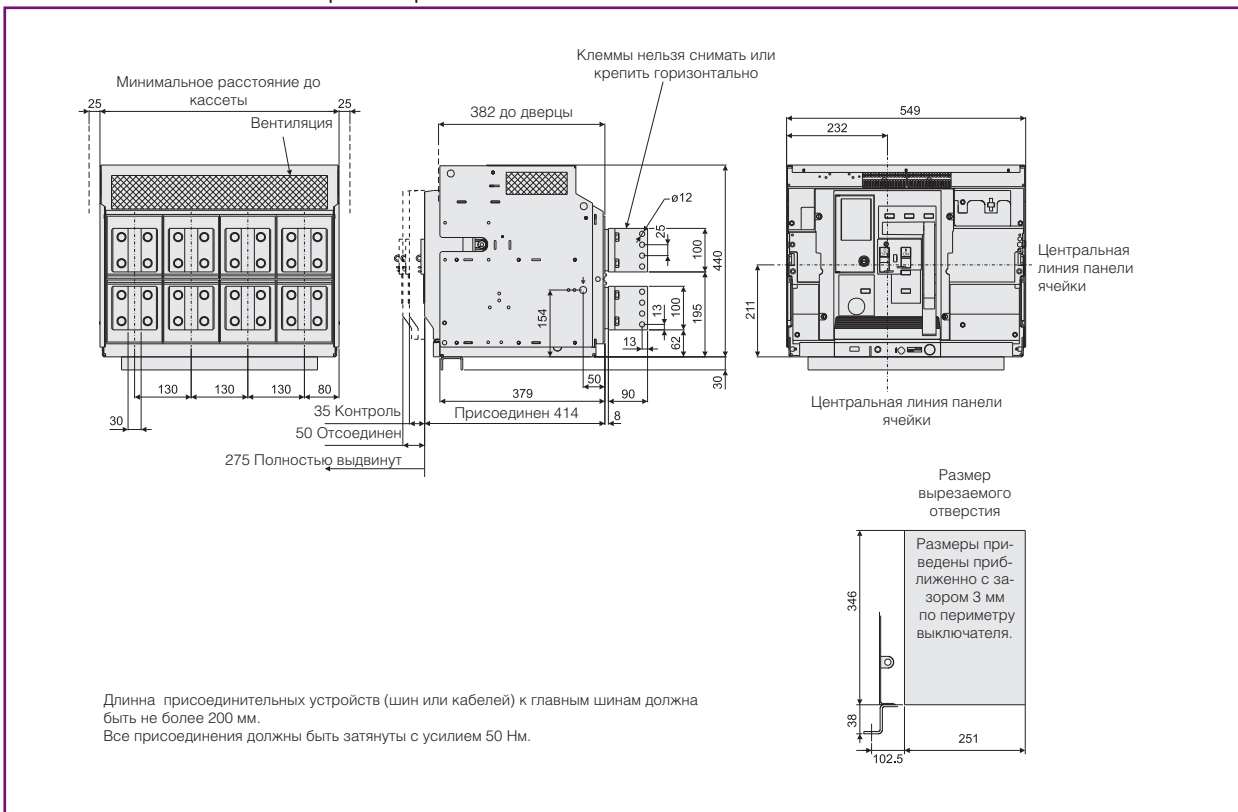 Минимальное расстояние до
кассеты
25
25
Вентиляция
130
130
130
80
30
Клеммы нельзя снимать или
крепить горизонтально
382 до дверцы
ø12
25
100
440
154
13
100
195
13
62
30
50
379
90
35 Контроль
Присоединен 414
8
50 Отсоединен
275 Полностью выдвинут
549
232
211
Центральная
линия панели
ячейки
Центральная линия панели
ячейки
Размер
вырезаемого
отверстия
Размеры при-
ведены приб-
лиженно с за-
зором 3 мм
по периметру
выключателя.
346
38
102.5
251
Длинна присоединительных устройств (шин или кабелей) к главным шинам должна
быть не более 200 мм.
Все присоединения должны быть затянуты с усилием 50 Нм.